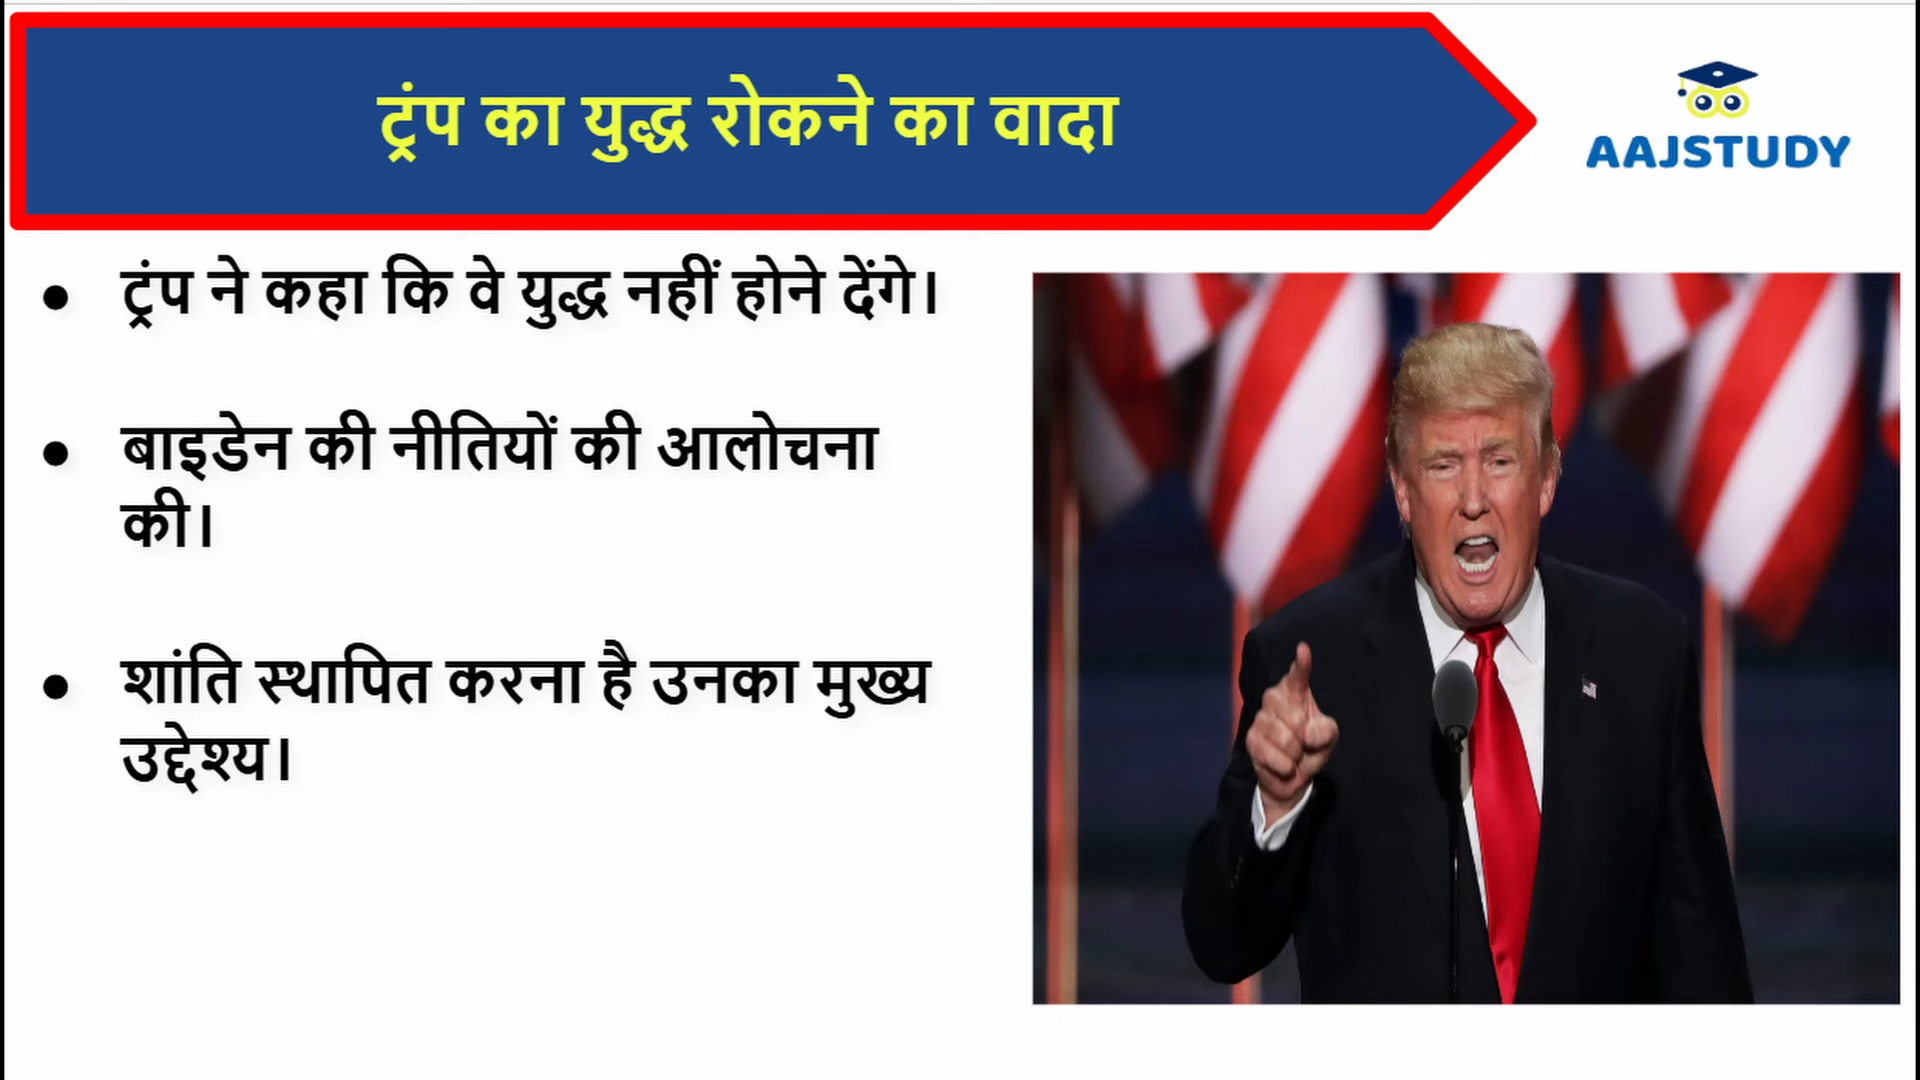 ट्रंप का युद्ध रोकने का वादा
AAJSTUDY
• ट्रंप ने कहा कि वे युद्ध नहीं होने देंगे।
• बाइडेन की नीतियों की आलोचना
की।
• शांति स्थापित करना है उनका मुख्य
उद्देश्य।